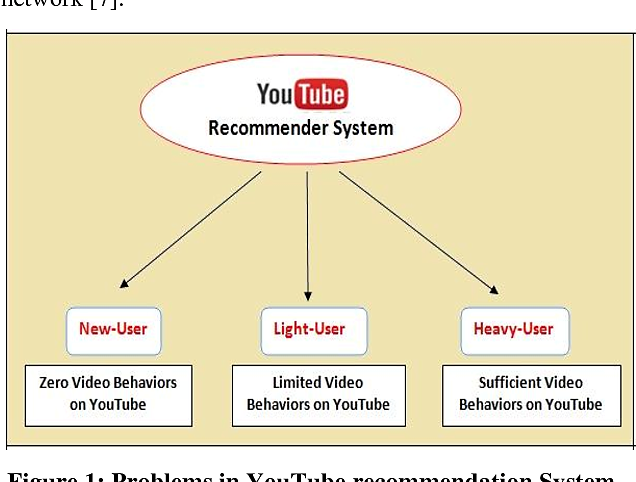 network [7].
YouTube
Recommender System
New-User
Light-User
Heavy-User
Zero Video Behaviors
on YouTube
Limited Video
Behaviors on YouTube
Sufficient Video
Behaviors on YouTube
Figure 1: Problems in YouTube recommendation System